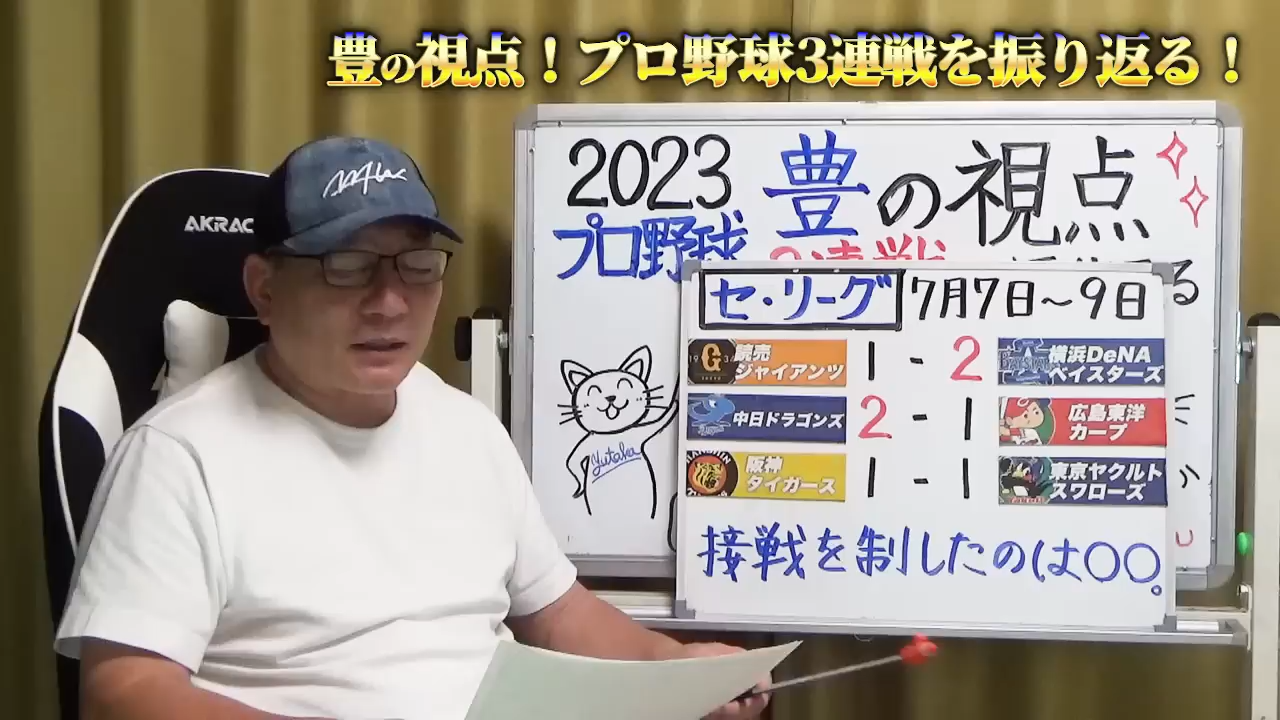 豊の視点！プロ野球3連戦を振り返る！
2023 豊の視点
プロ野球 3連戦
る
AKRAC
Yutaka
セ・リーグ 7月7日～9日
読売ジャイアンツ 1 - 2 横浜DeNAベイスターズ
中日ドラゴンズ 2 - 1 広島東洋カープ
阪神タイガース 1 - 1 東京ヤクルトスワローズ
接戦を制したのは〇〇。